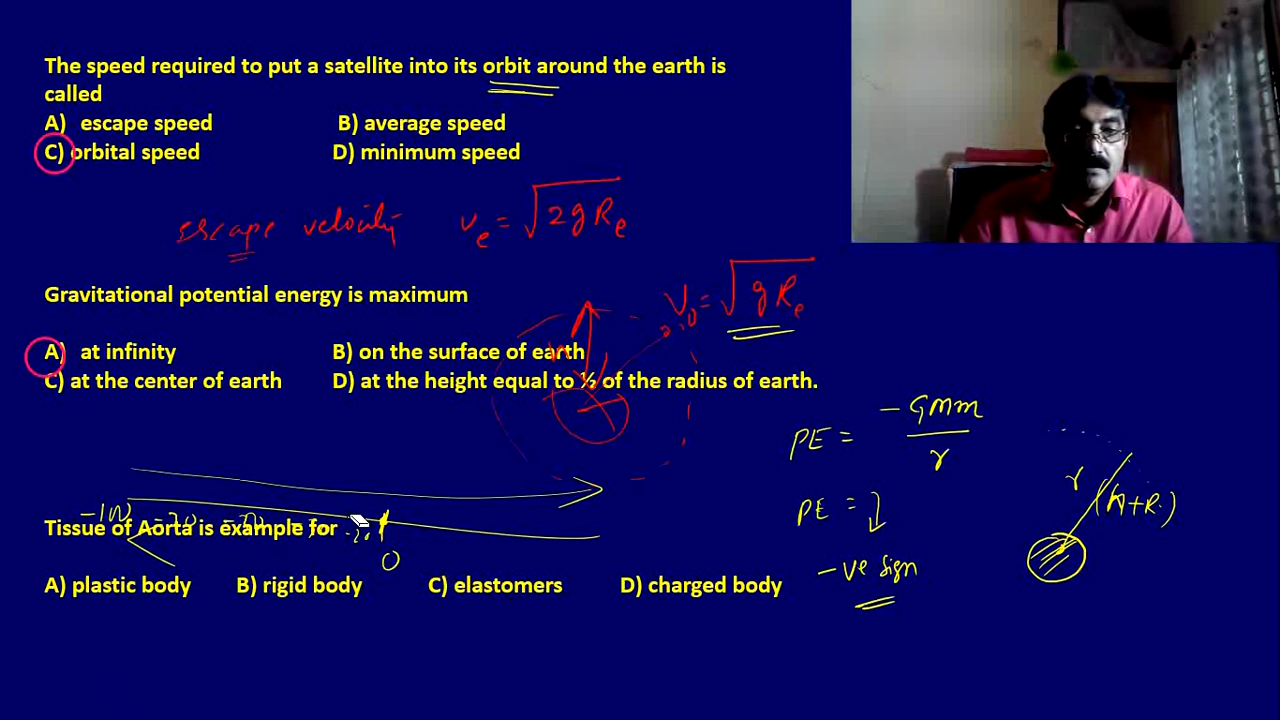 The speed required to put a satellite into its orbit around the earth is
called
A) escape speed B) average speed
C) orbital speed D) minimum speed
escape velocity vₑ = √2gRₑ
Gravitational potential energy is maximum
V₀ = √gRₑ
A) at infinity B) on the surface of earth
C) at the center of earth D) at the height equal to ½ of the radius of earth.
PE = -GMm/r
r (h+R)
-100
Tissue of Aorta is example for
PE =
0
-ve sign
A) plastic body B) rigid body C) elastomers D) charged body